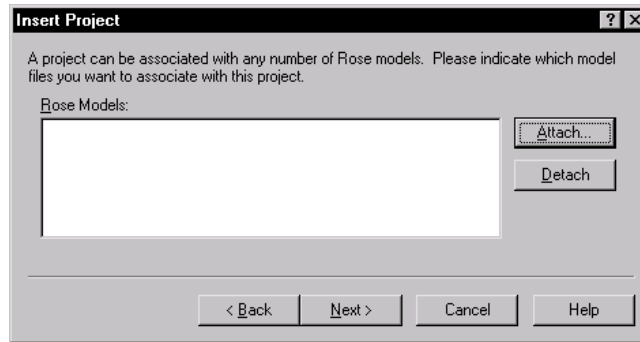 Insert Project
A project can be associated with any number of Rose models. Please indicate which model
files you want to associate with this project.
Rose Models:
Attach...
Detach
< Back
Next >
Cancel
Help